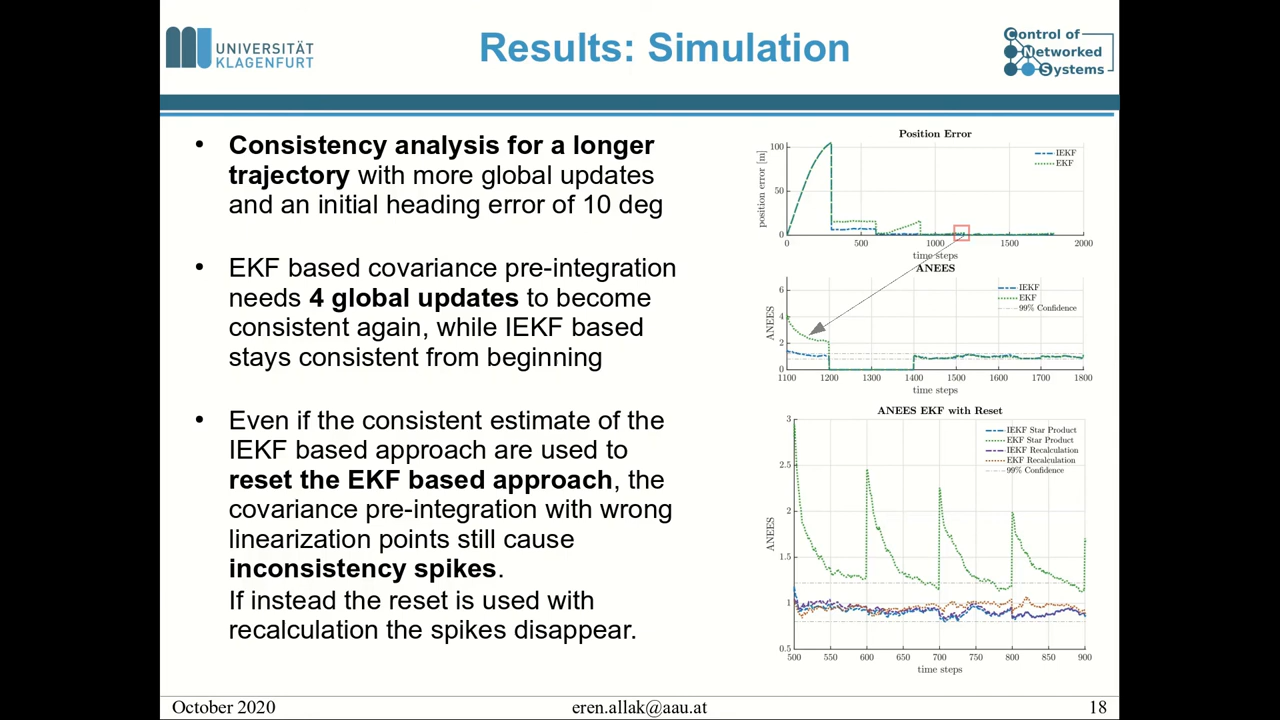 UNIVERSITÄT
KLAGENFURT
Results: Simulation
Control of
Networked
Systems
• Consistency analysis for a longer
trajectory with more global updates
and an initial heading error of 10 deg
• EKF based covariance pre-integration
needs 4 global updates to become
consistent again, while IEKF based
stays consistent from beginning
• Even if the consistent estimate of the
IEKF based approach are used to
reset the EKF based approach, the
covariance pre-integration with wrong
linearization points still cause
inconsistency spikes.
If instead the reset is used with
recalculation the spikes disappear.
Position Error
position error [m]
100
50
0
IEKF
EKF
0 500 1000 1500 2000
time steps
ANEES
ANEES
6
4
2
0
IEKF
EKF
99% Confidence
1100 1200 1300 1400 1500 1600 1700 1800
time steps
ANEES EKF with Reset
ANEES
3
2.5
2
1.5
1
0.5
IEKF Star Product
EKF Star Product
IEKF Recalculation
EKF Recalculation
99% Confidence
500 550 600 650 700 750 800 850 900
time steps
October 2020 eren.allak@aau.at 18